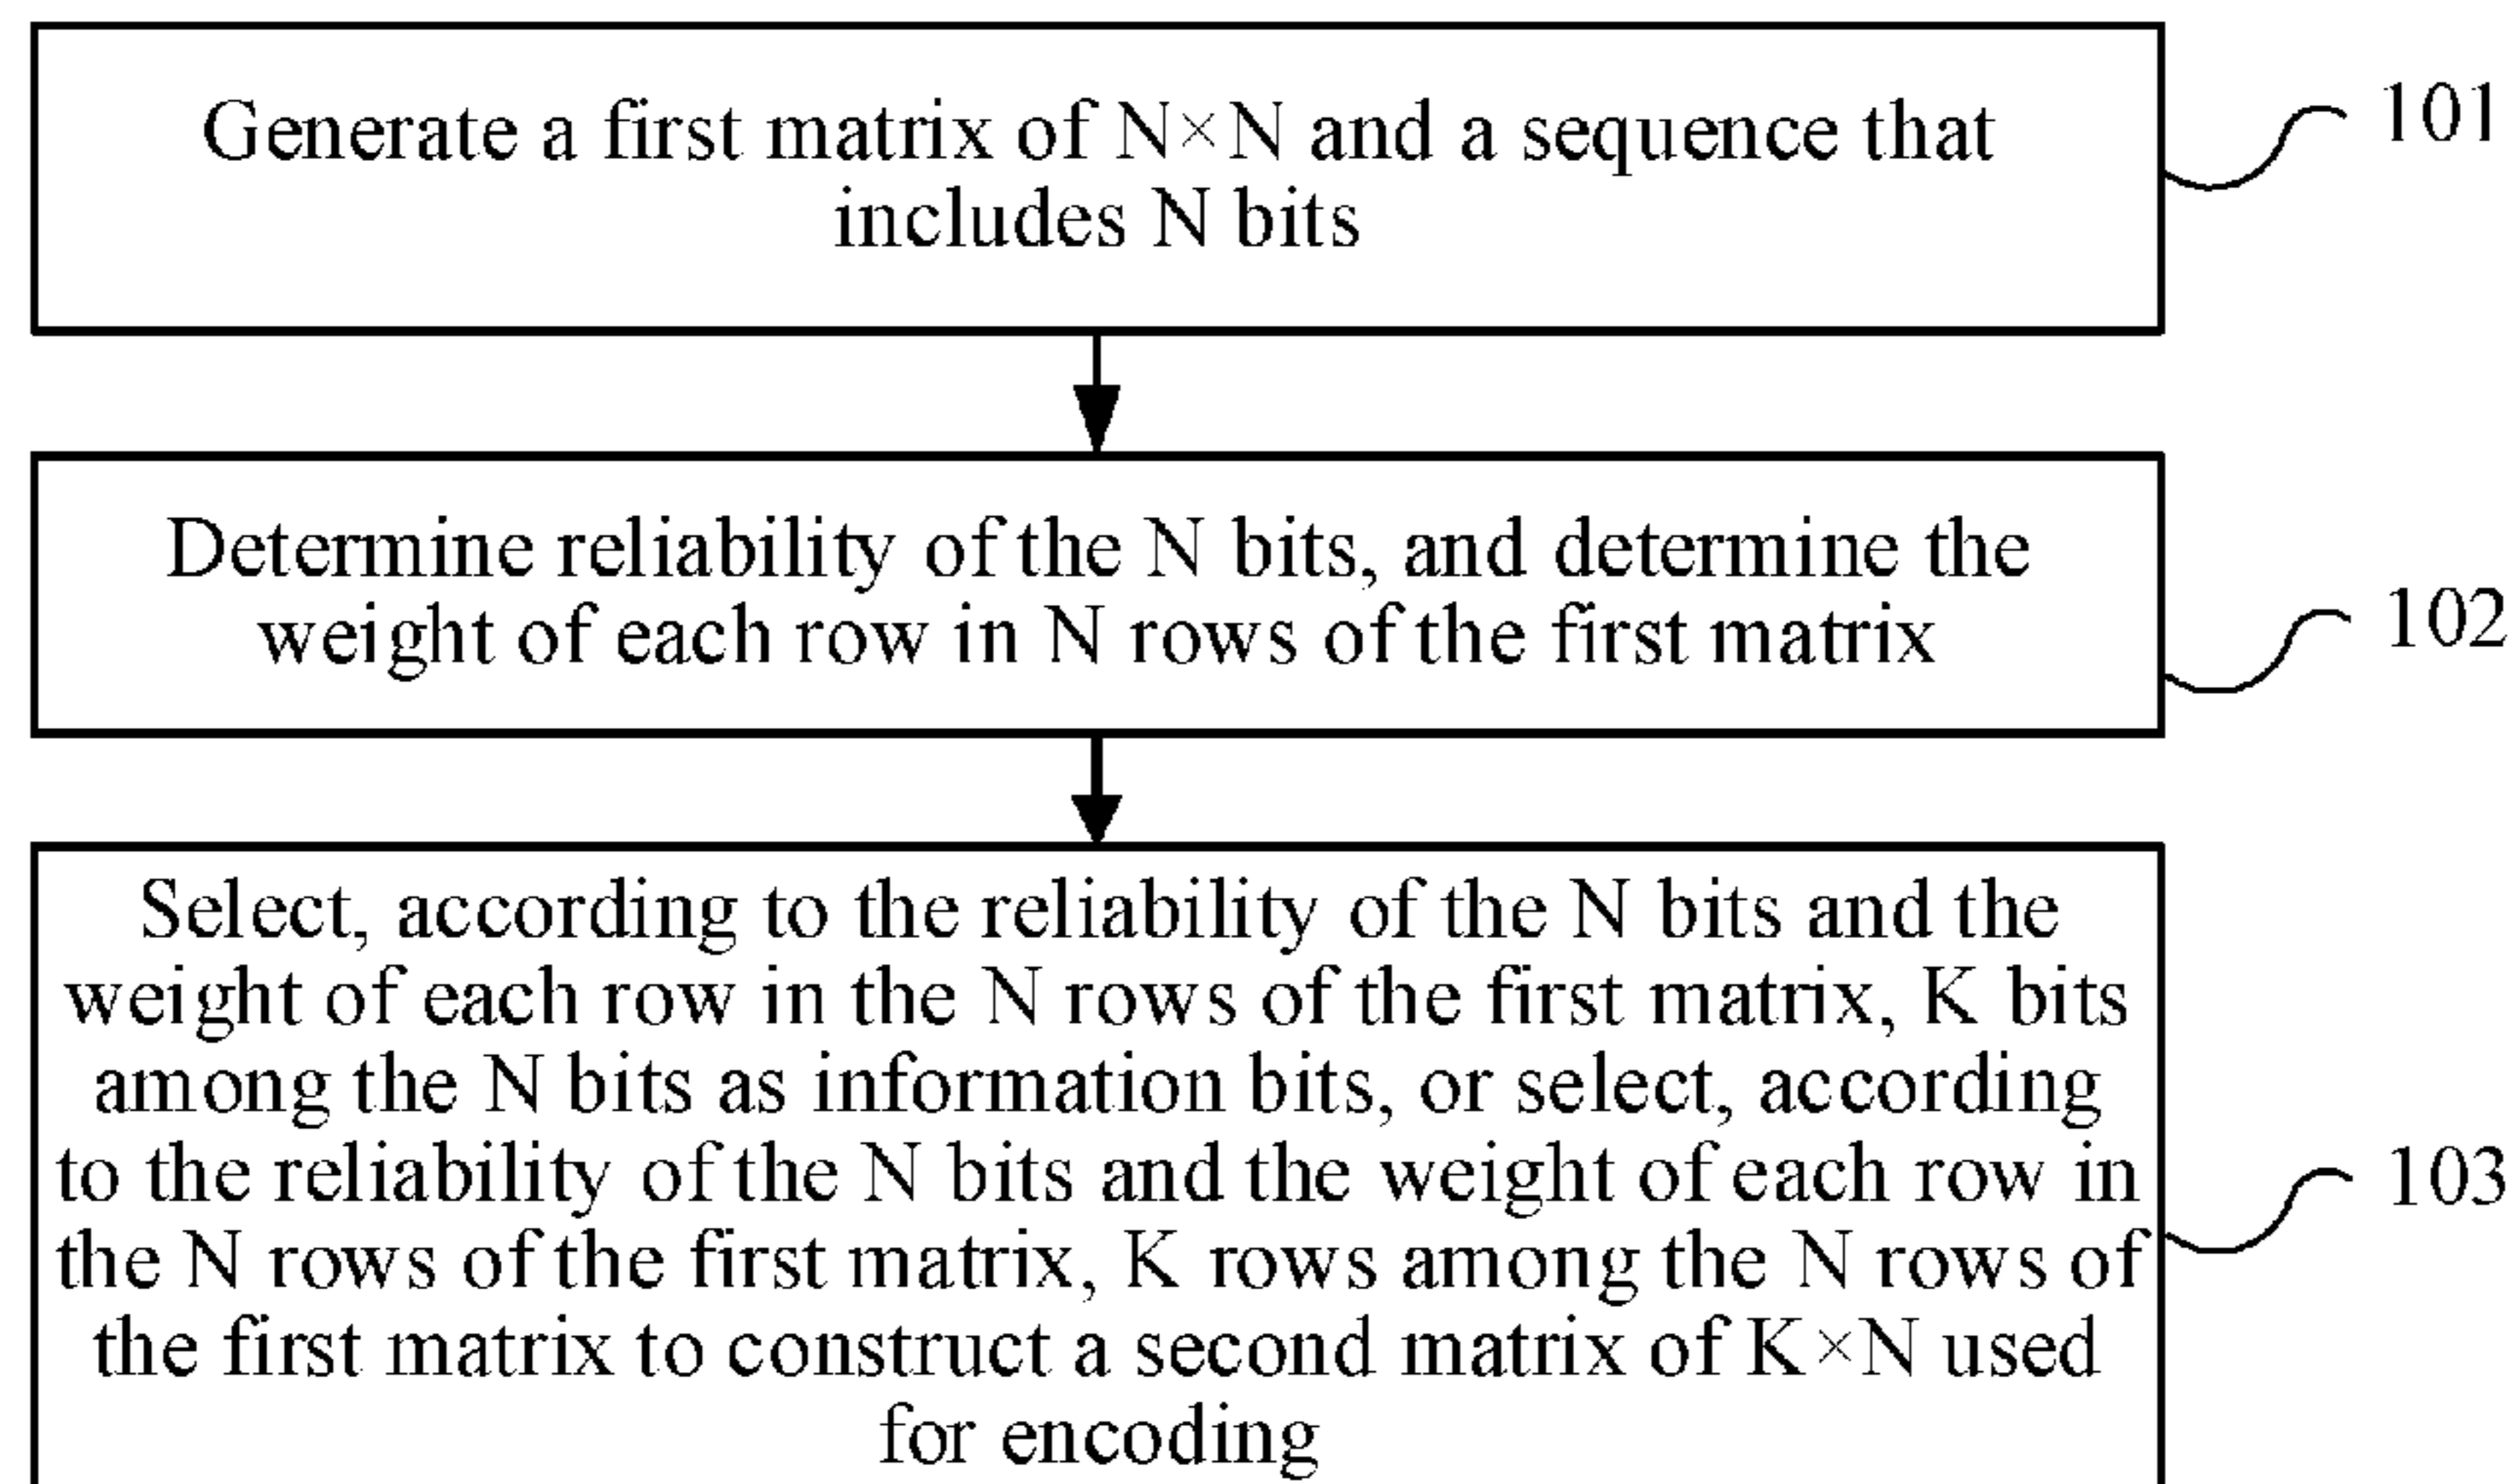 Generate a first matrix of N×N and a sequence that
includes N bits
101
Determine reliability of the N bits, and determine the
weight of each row in N rows of the first matrix
102
Select, according to the reliability of the N bits and the
weight of each row in the N rows of the first matrix, K bits
among the N bits as information bits, or select, according
to the reliability of the N bits and the weight of each row in
the N rows of the first matrix, K rows among the N rows of
the first matrix to construct a second matrix of K×N used
for encoding
103